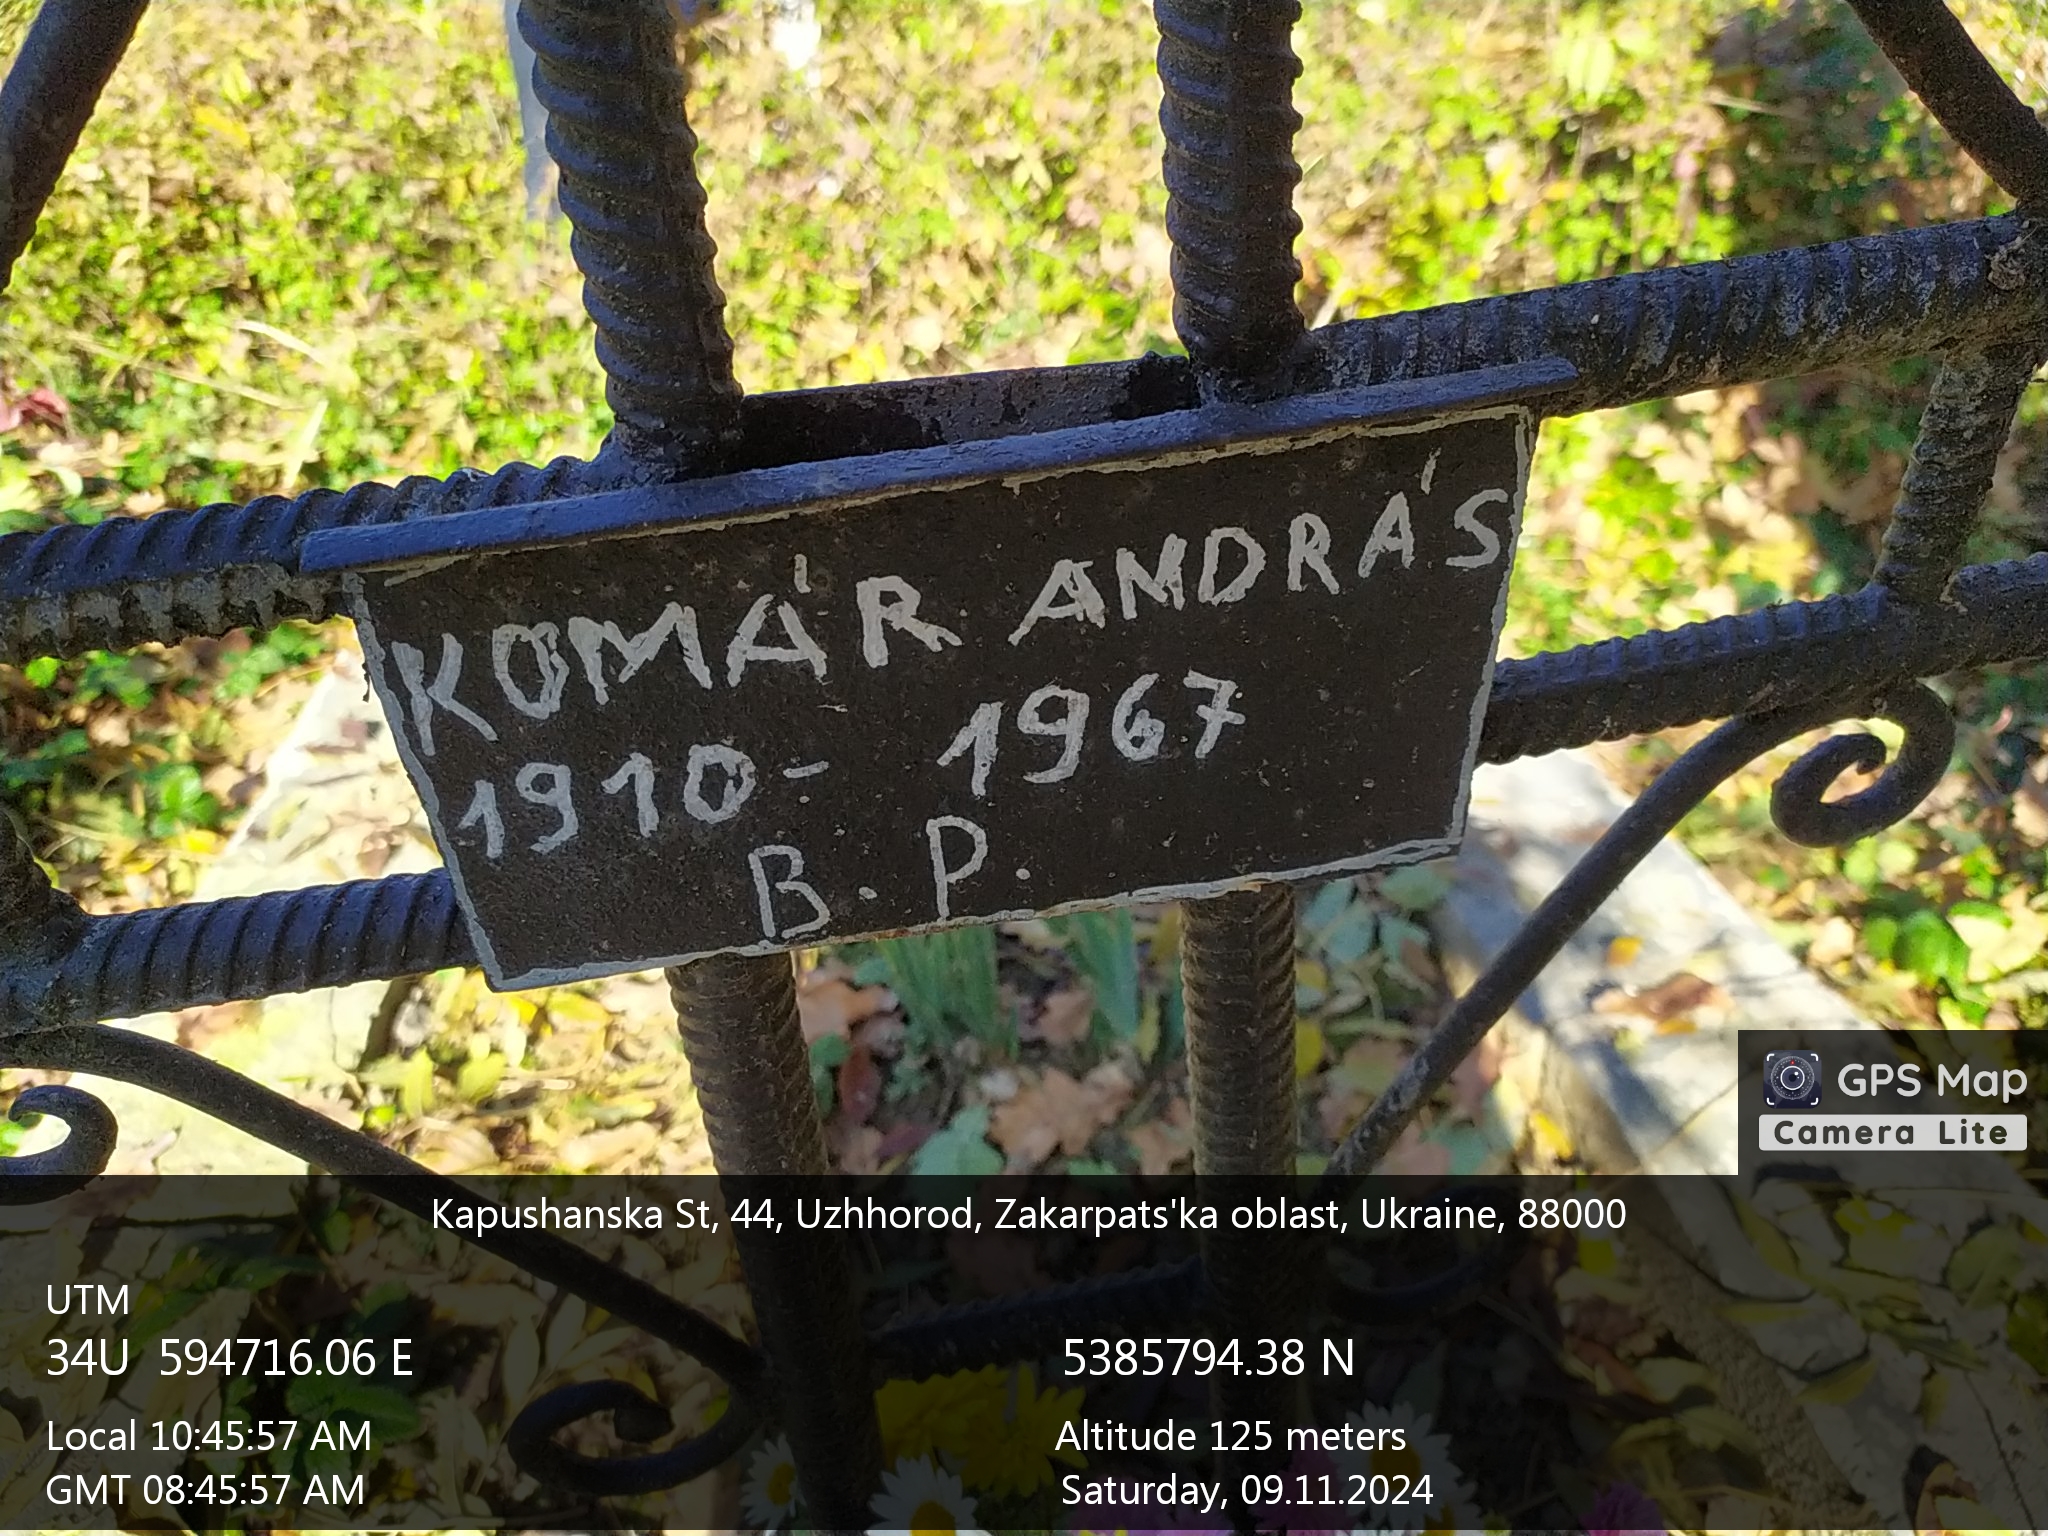 KOMÁR ANDRÁS
1910- 1967
B. P.
GPS Map
Camera Lite
Kapushanska St, 44, Uzhhorod, Zakarpats'ka oblast, Ukraine, 88000
UTM
34U 594716.06 E 5385794.38 N
Local 10:45:57 AM Altitude 125 meters
GMT 08:45:57 AM Saturday, 09.11.2024